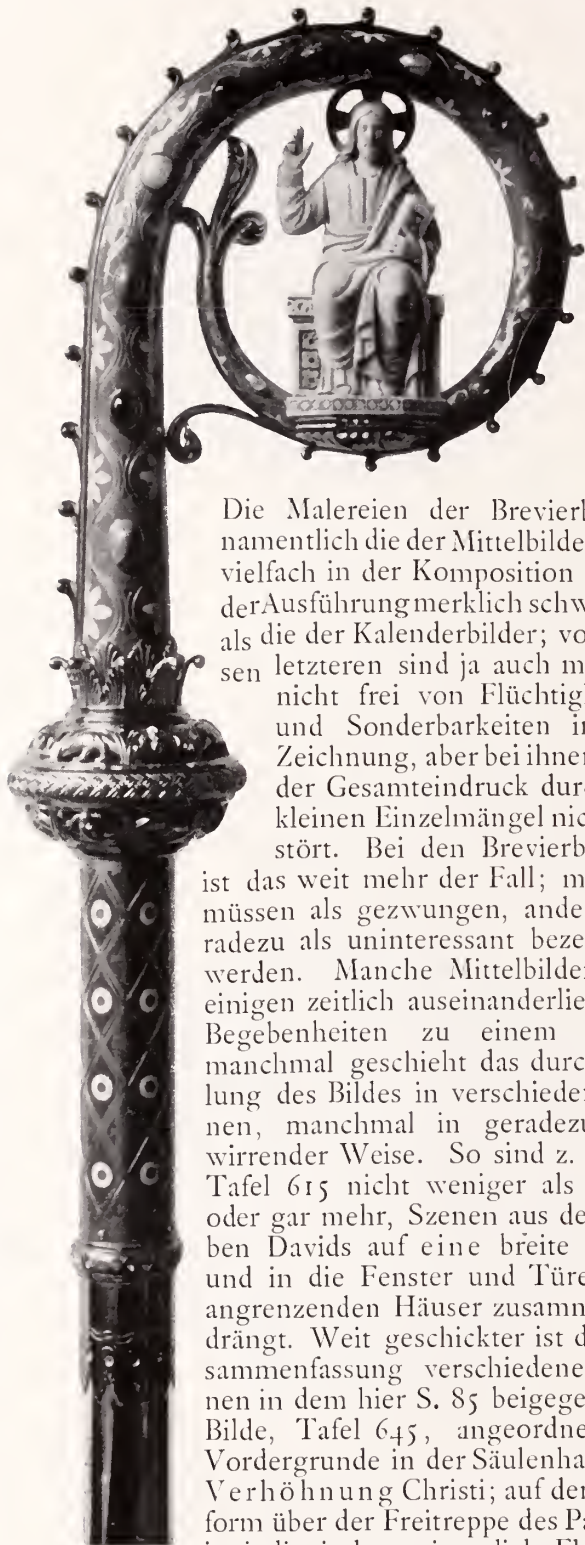 Die Malereien der Brevierb
namentlich die der Mittelbilde
vielfach in der Komposition
der Ausführung merklich schw
als die der Kalenderbilder; vo
sen letzteren sind ja auch m
nicht frei von Flüchtig
und Sonderbarkeiten i
Zeichnung, aber bei ihne
der Gesamteindruck dur
kleinen Einzelmängel nic
stört. Bei den Brevierb
ist das weit mehr der Fall; m
müssen als gezwungen, ande
radezu als uninteressant beze
werden. Manche Mittelbilde
einigen zeitlich auseinanderlie
Begebenheiten zu einem
manchmal geschieht das durc
lung des Bildes in verschiede
nen, manchmal in geradezu
wirrender Weise. So sind z.
Tafel 615 nicht weniger als
oder gar mehr, Szenen aus de
ben Davids auf eine breite
und in die Fenster und Türe
angrenzenden Häuser zusamm
drängt. Weit geschickter ist d
sammenfassung verschiedene
nen in dem hier S. 85 beigege
Bilde, Tafel 645, angeordne
Vordergrunde in der Säulenha
Verhöhnung Christi; auf der
form über der Freitreppe des Pa